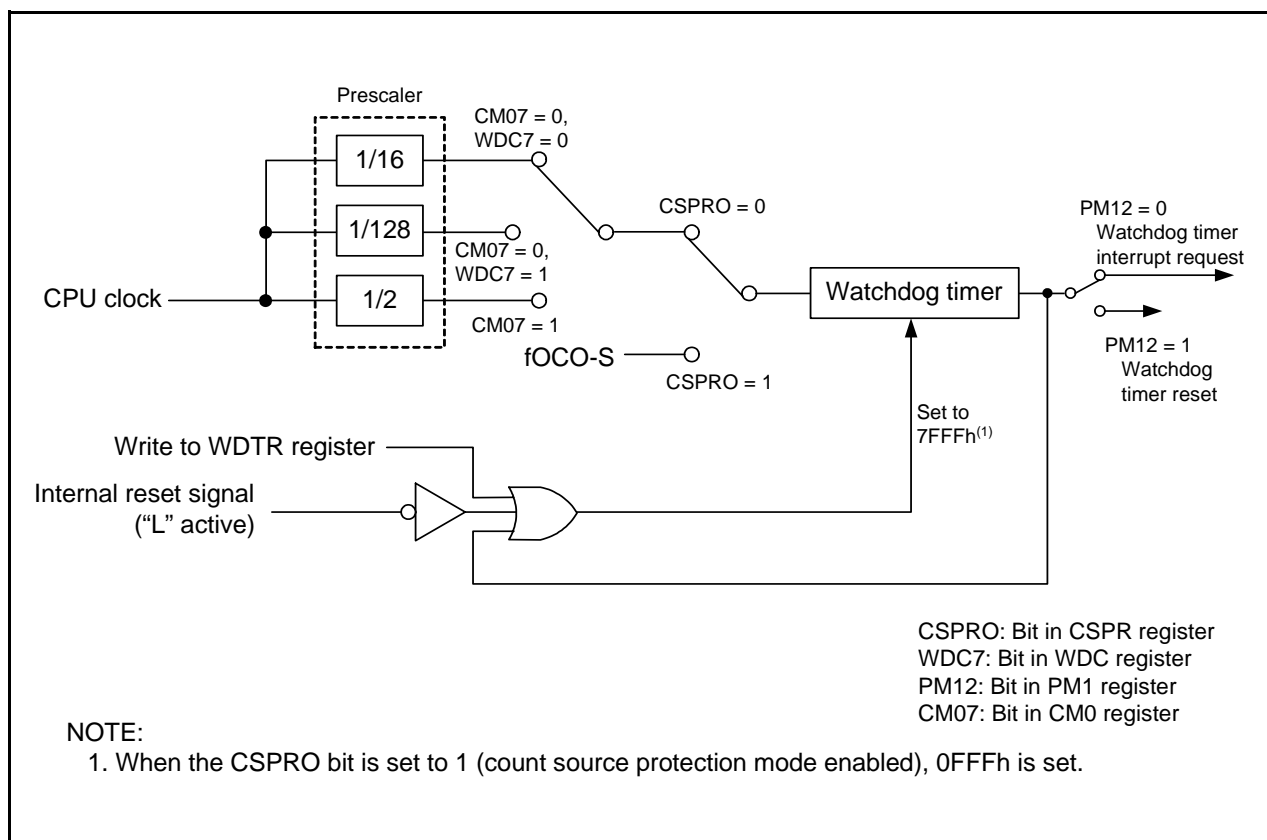 Prescaler
CM07 = 0,
WDC7 = 0
1/16
CSPRO = 0
PM12 = 0
Watchdog timer
interrupt request
1/128
CM07 = 0,
WDC7 = 1
CPU clock
1/2
Watchdog timer
CM07 = 1
fOCO-S
CSPRO = 1
PM12 = 1
Watchdog
timer reset
Set to
7FFFh(1)
Write to WDTR register
Internal reset signal
(“L” active)
CSPRO: Bit in CSPR register
WDC7: Bit in WDC register
PM12: Bit in PM1 register
CM07: Bit in CM0 register
NOTE:
1. When the CSPRO bit is set to 1 (count source protection mode enabled), 0FFFh is set.